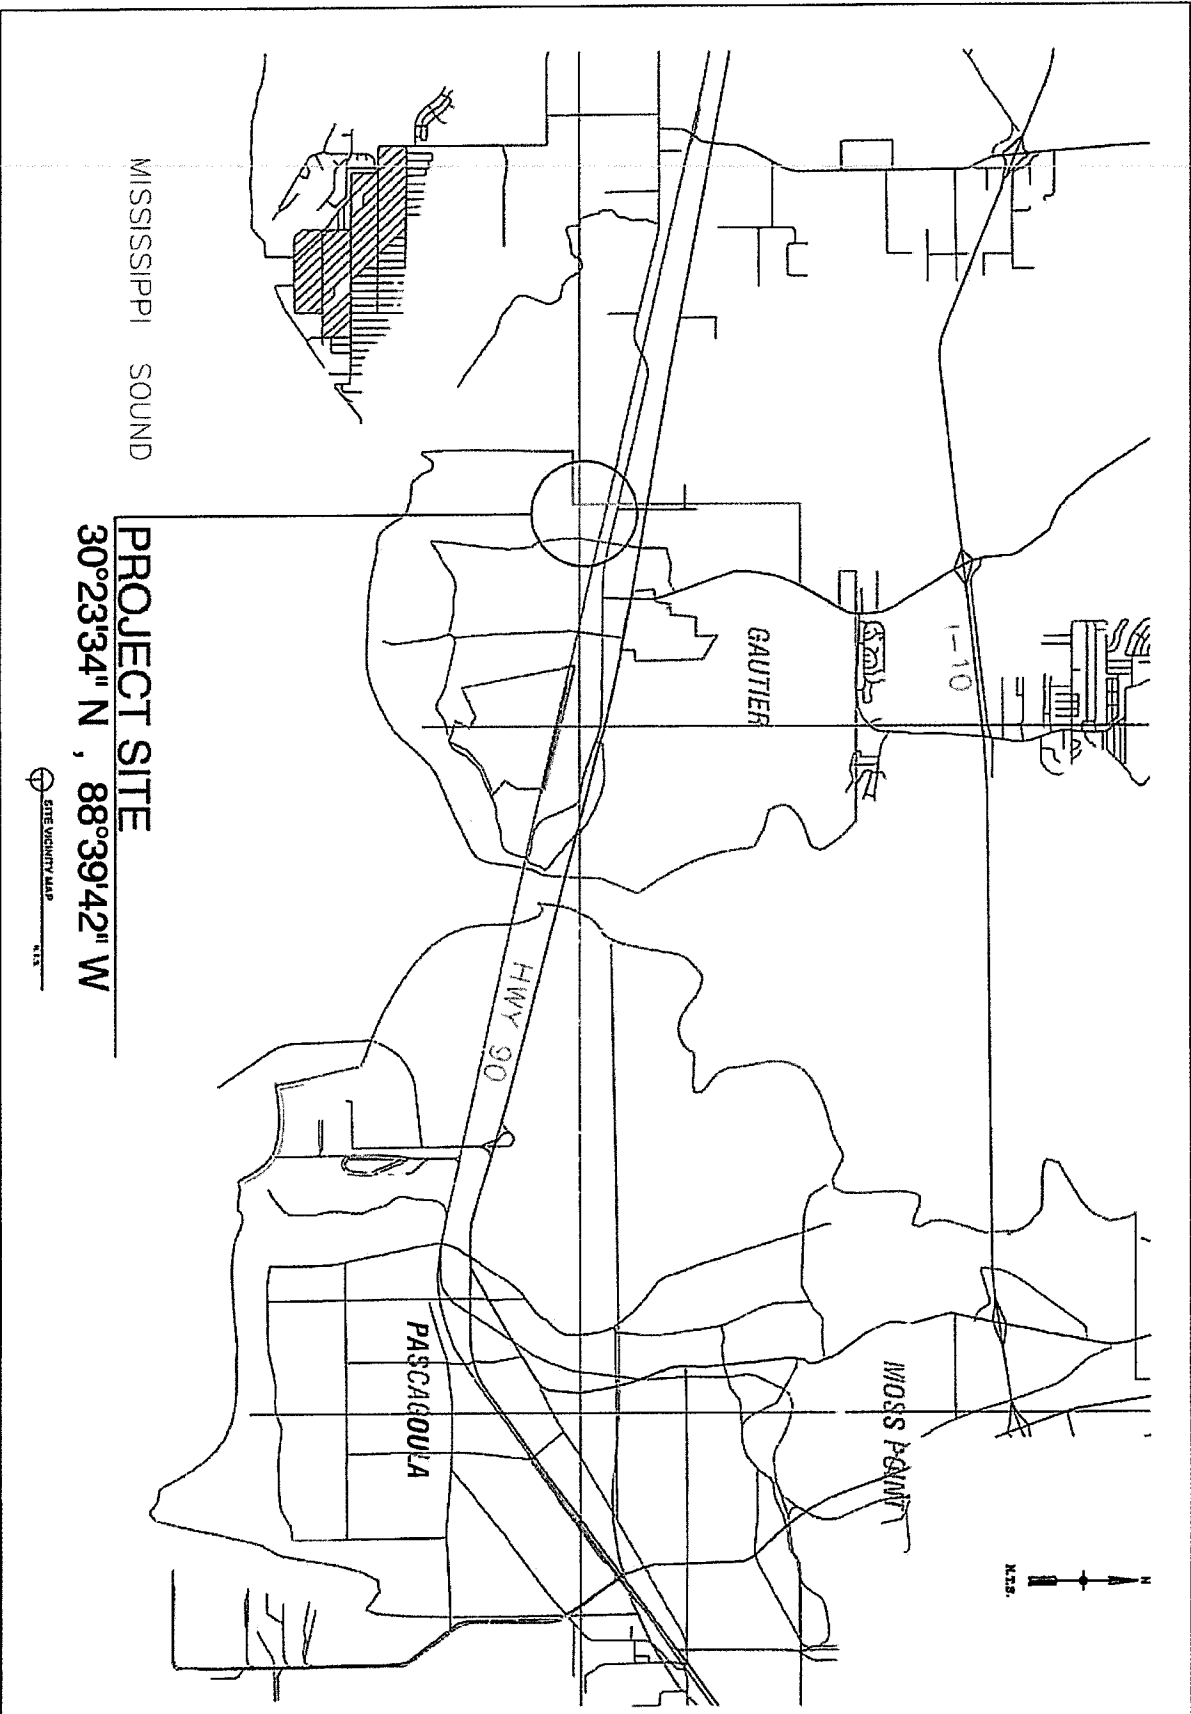 N
N.T.S.
I-10
MOSS POINT
GAUTIER
HWY 90
PASCAGOULA
MISSISSIPPI SOUND
PROJECT SITE
30°23'34" N , 88°39'42" W
SITE VICINITY MAP
N.T.S.